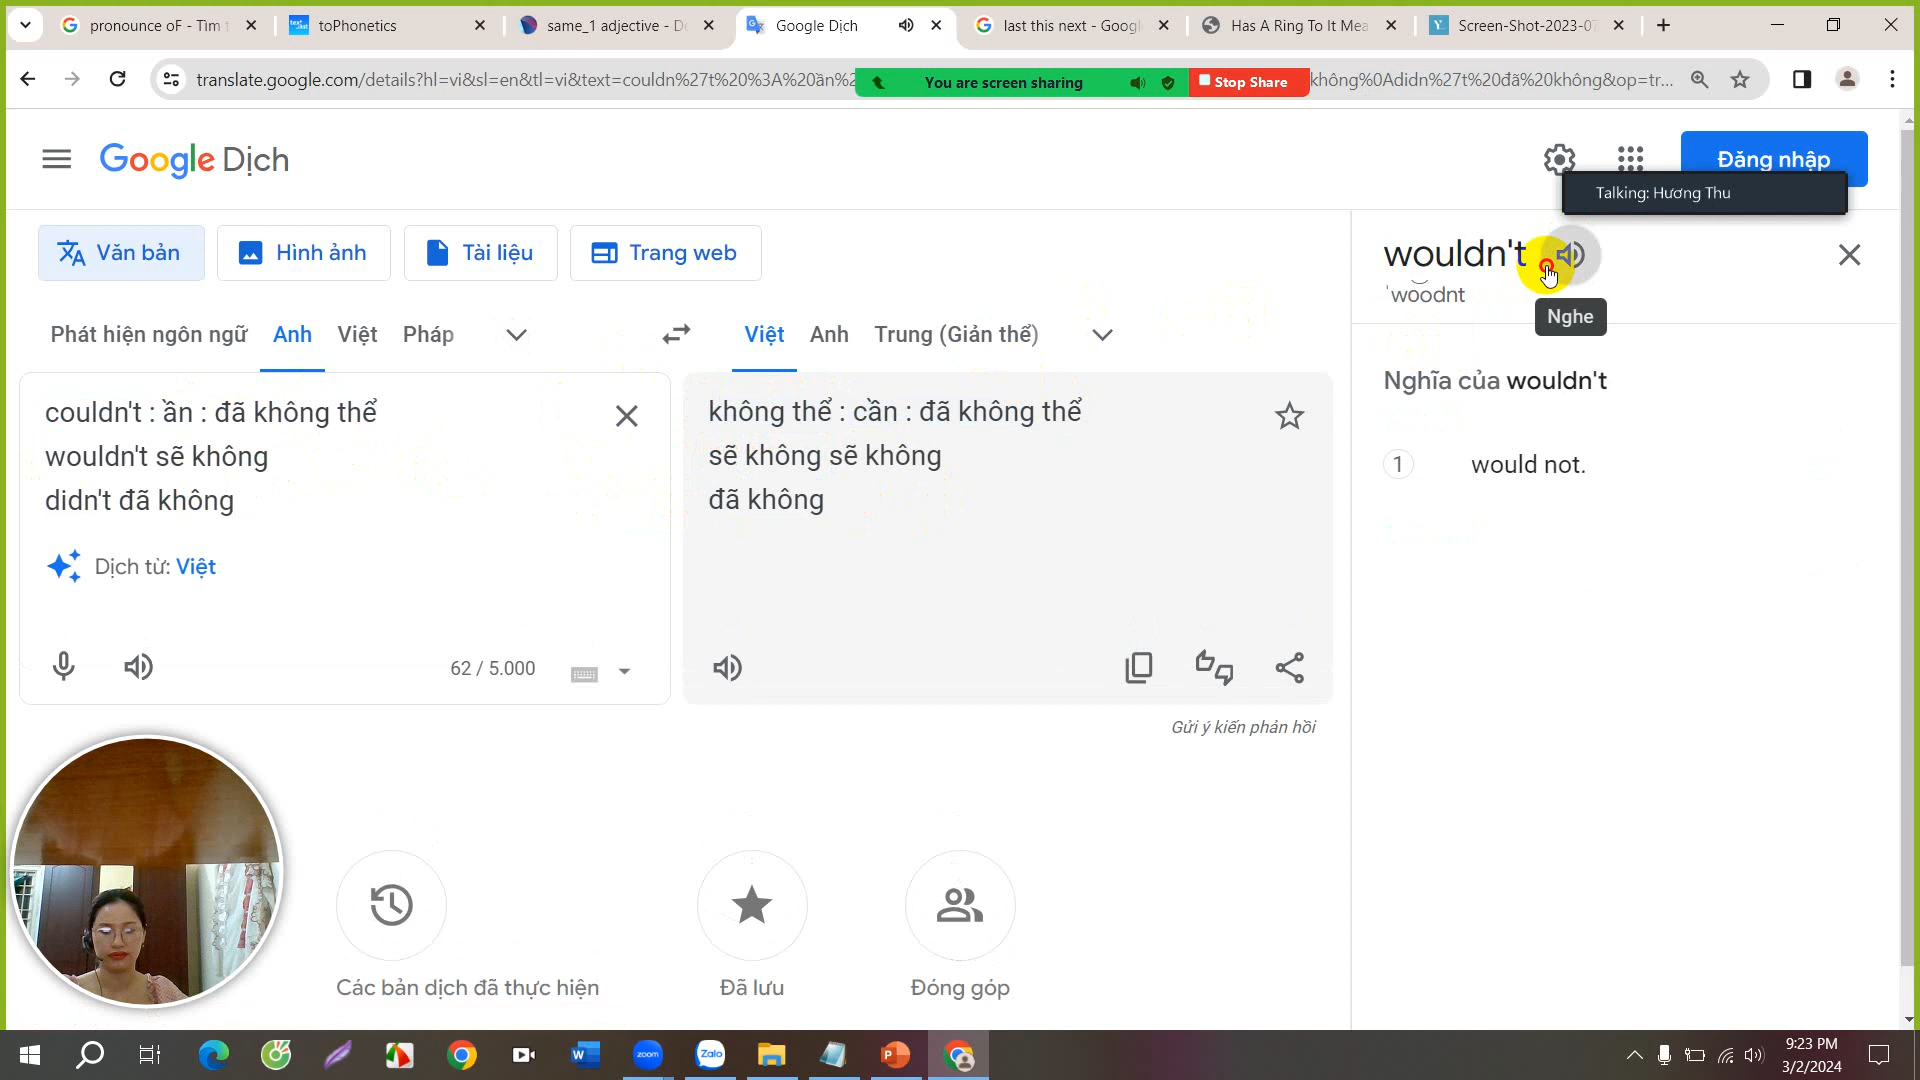 pronounce oF - Tìm t
toPhonetics
same_1 adjective - De
Google Dịch
last this next - Googl
Has A Ring To It Mea
Screen-Shot-2023-07
translate.google.com/details?hl=vi&sl=en&tl=vi&text=couldn%27t%20%3A%20ần%2
You are screen sharing
Stop Share
không%0Adidn%27t%20đã%20không&op=tr...
Google Dịch
Đăng nhập
Talking: Hương Thu
Văn bản
Hình ảnh
Tài liệu
Trang web
wouldn't
ˈwo͝odnt
Nghe
Phát hiện ngôn ngữ
Anh
Việt
Pháp
Việt
Anh
Trung (Giản thể)
couldn't : ần : đã không thể
wouldn't sẽ không
didn't đã không
không thể : cần : đã không thể
sẽ không sẽ không
đã không
Nghĩa của wouldn't
1 would not.
Dịch từ: Việt
62 / 5.000
Gửi ý kiến phản hồi
Các bản dịch đã thực hiện
Đã lưu
Đóng góp
zoom
Zalo
9:23 PM
3/2/2024